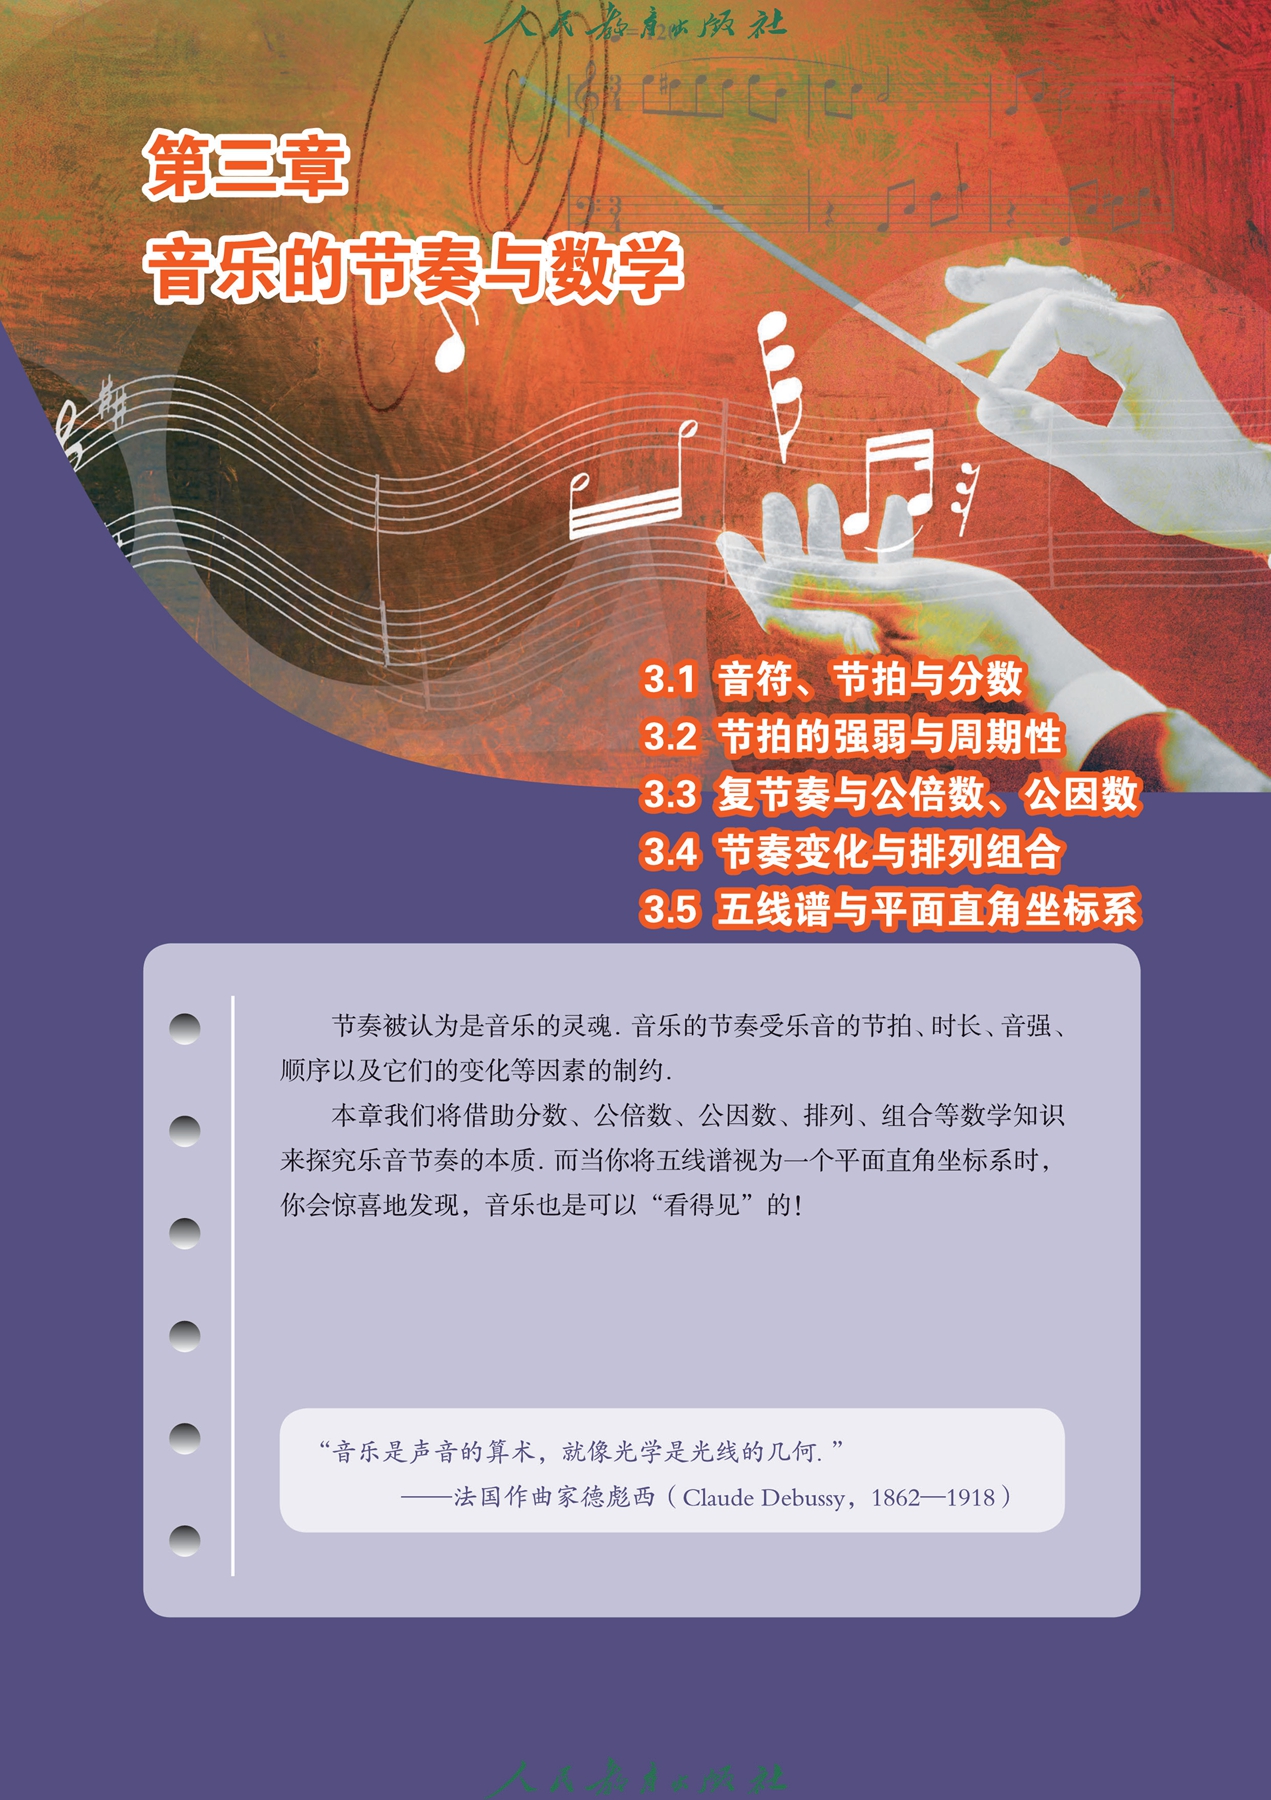 人民教育出版社
第三章
音乐的节奏与数学
3.1 音符、节拍与分数
3.2 节拍的强弱与周期性
3.3 复节奏与公倍数、公因数
3.4 节奏变化与排列组合
3.5 五线谱与平面直角坐标系
节奏被认为是音乐的灵魂. 音乐的节奏受乐音的节拍、时长、音强、
顺序以及它们的变化等因素的制约.
本章我们将借助分数、公倍数、公因数、排列、组合等数学知识
来探究乐音节奏的本质. 而当你将五线谱视为一个平面直角坐标系时,
你会惊喜地发现，音乐也是可以“看得见”的!
“音乐是声音的算术，就像光学是光线的几何. ”
——法国作曲家德彪西（Claude Debussy，1862—1918）
人民教育出版社